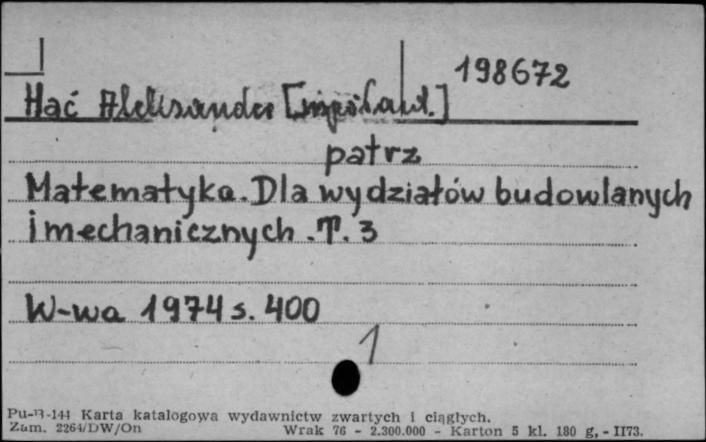 198672
Hać Aleksander [współaut.]
patrz
Matematyka. Dla wydziałów budowlanych
i mechanicznych. T. 3
W-wa 1974 s. 400
1
Pu-B-144 Karta katalogowa wydawnictw zwartych i ciągłych.
Zam. 2264/DW/On Wrak 76 - 2.300.000 - Karton 5 kl. 180 g. - II73.